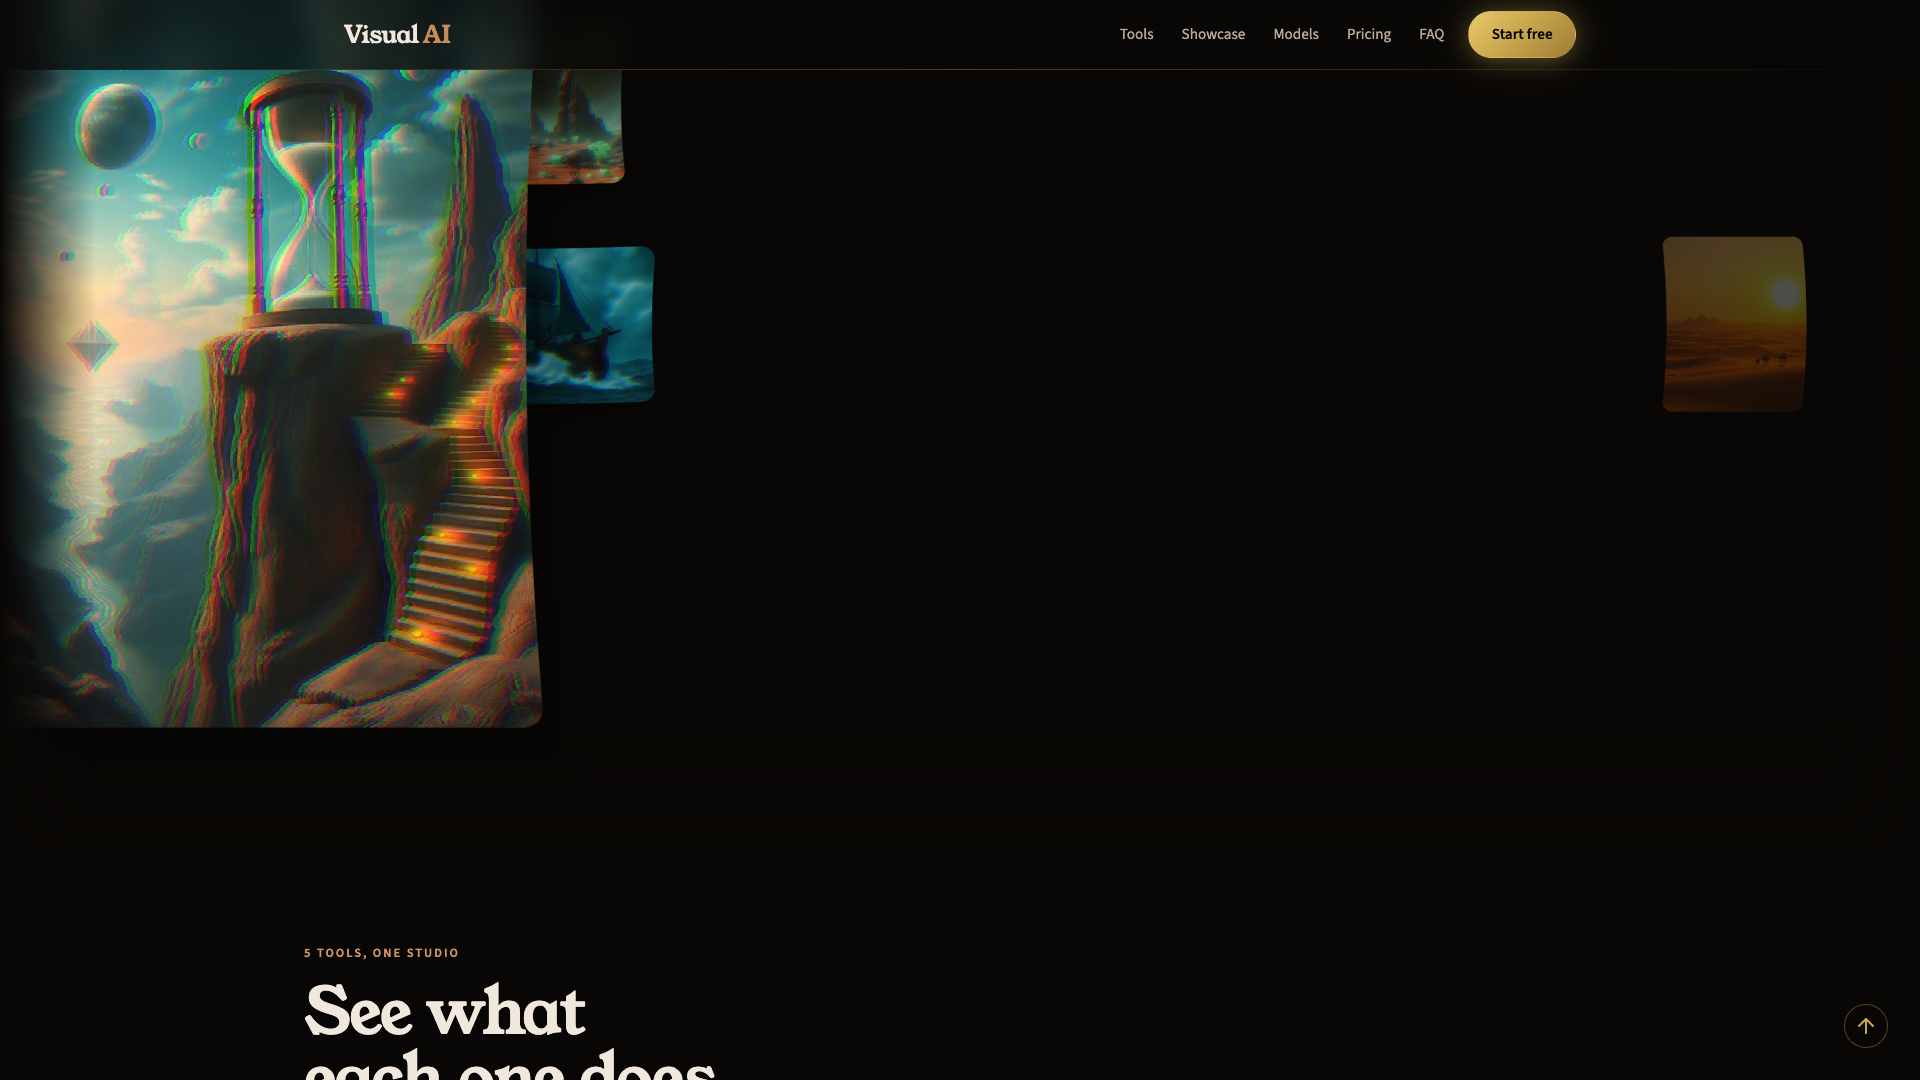 Visual AI
Tools
Showcase
Models
Pricing
FAQ
Start free
5 TOOLS, ONE STUDIO
See what
each one does